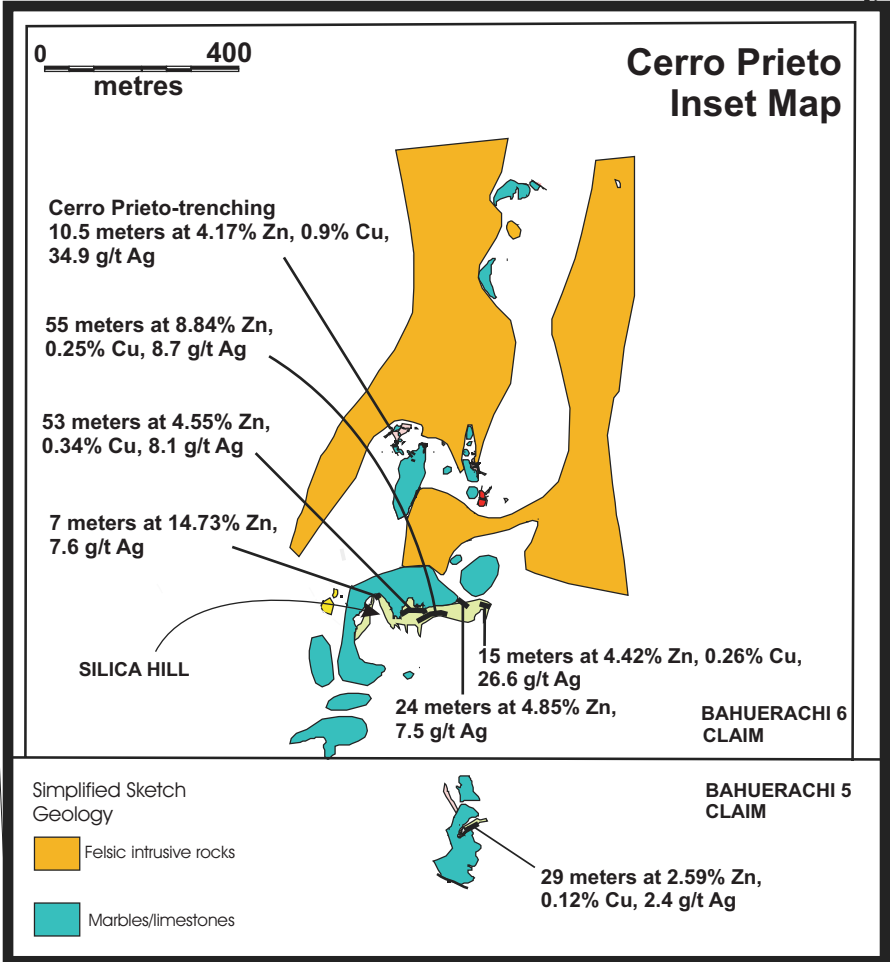 0 400
metres
Cerro Prieto
Inset Map
Cerro Prieto-trenching
10.5 meters at 4.17% Zn, 0.9% Cu,
34.9 g/t Ag
55 meters at 8.84% Zn,
0.25% Cu, 8.7 g/t Ag
53 meters at 4.55% Zn,
0.34% Cu, 8.1 g/t Ag
7 meters at 14.73% Zn,
7.6 g/t Ag
SILICA HILL
15 meters at 4.42% Zn, 0.26% Cu,
26.6 g/t Ag
24 meters at 4.85% Zn,
7.5 g/t Ag
BAHUERACHI 6
CLAIM
Simplified Sketch
Geology
Felsic intrusive rocks
Marbles/limestones
BAHUERACHI 5
CLAIM
29 meters at 2.59% Zn,
0.12% Cu, 2.4 g/t Ag